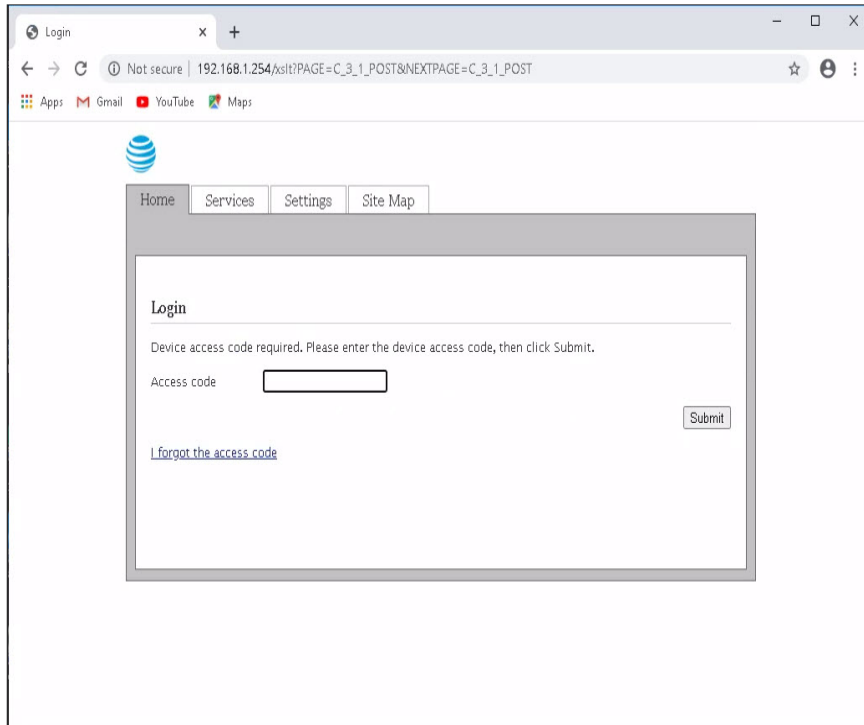 Login
Not secure | 192.168.1.254/xslt?PAGE=C_3_1_POST&NEXTPAGE=C_3_1_POST
Apps Gmail YouTube Maps
Home Services Settings Site Map
Login
Device access code required. Please enter the device access code, then click Submit.
Access code
Submit
I forgot the access code